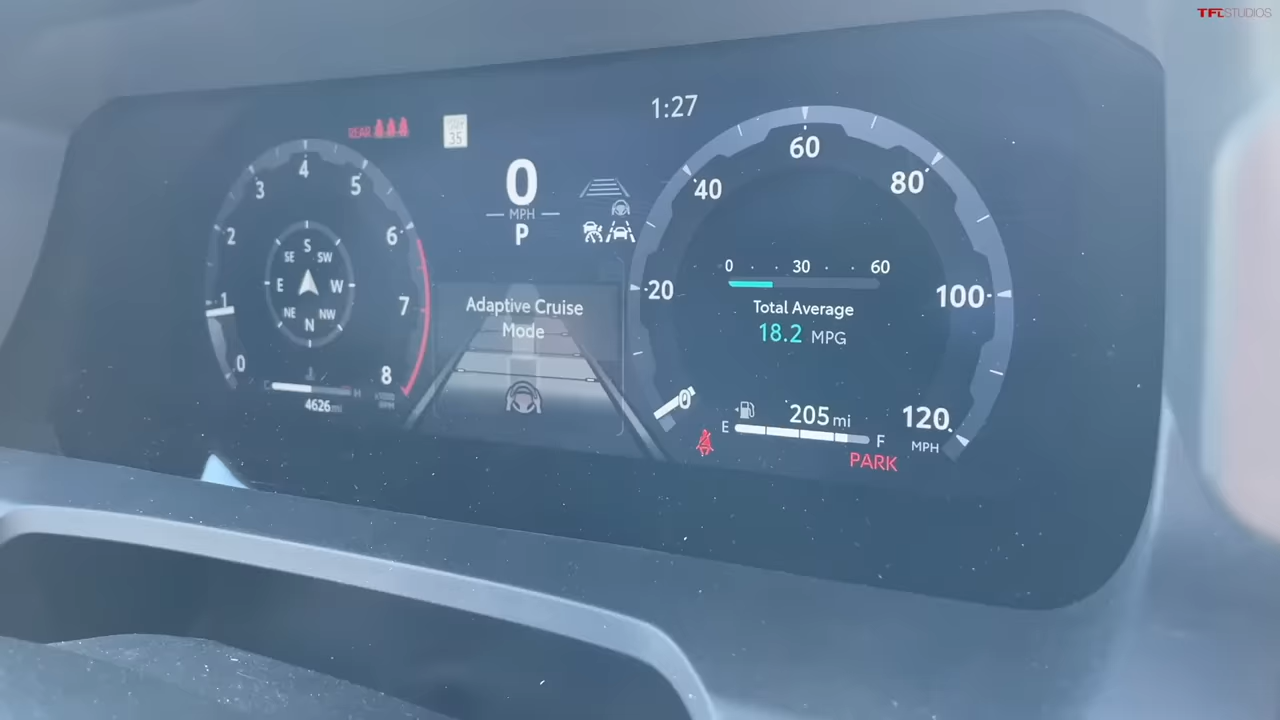 TFLSTUDIOS
1:27
REAR
35
0
MPH
P
0
1
2
3
4
5
6
7
8
S
SE
SW
E
W
NE
NW
N
H
4626 mi
Adaptive Cruise
Mode
0
20
40
60
80
100
120
MPH
0 30 60
Total Average
18.2 MPG
205 mi
E
F
PARK